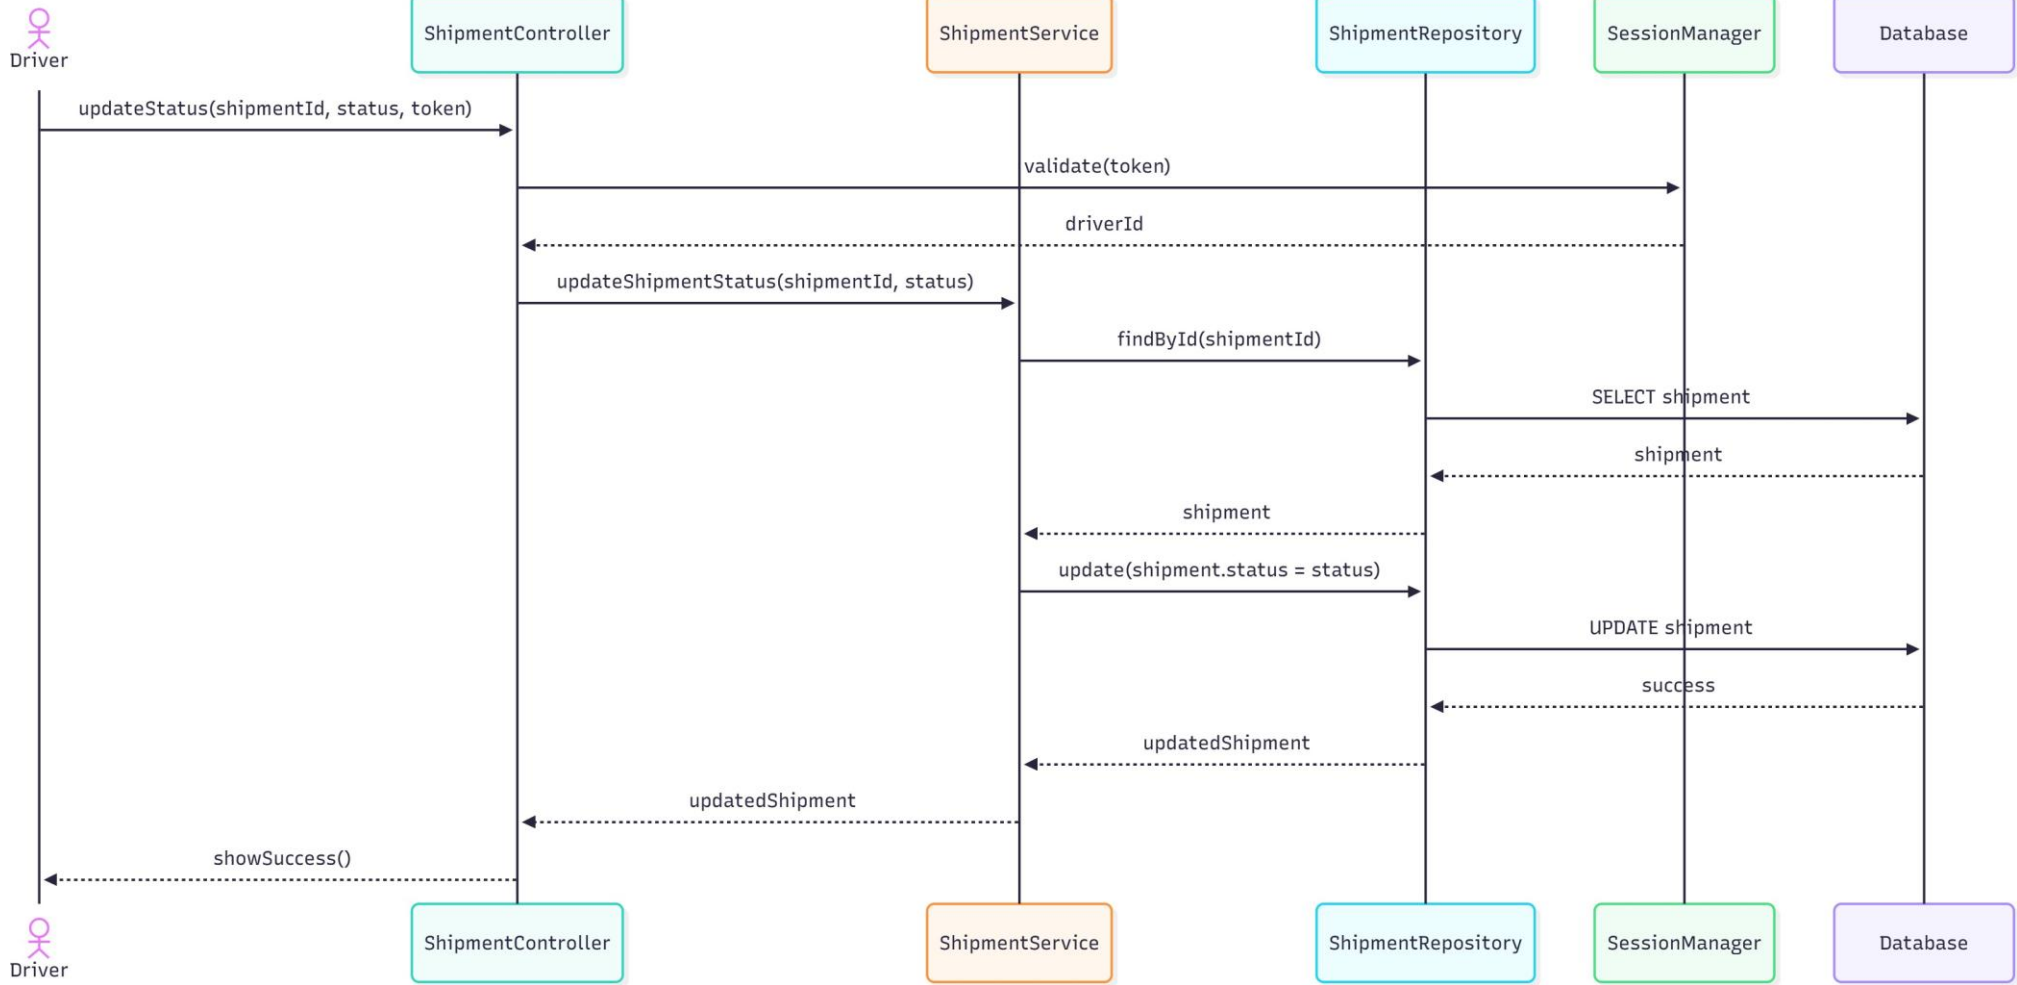 Driver
ShipmentController
ShipmentService
ShipmentRepository
SessionManager
Database
updateStatus(shipmentId, status, token)
validate(token)
driverId
updateShipmentStatus(shipmentId, status)
findById(shipmentId)
SELECT shipment
shipment
shipment
update(shipment.status = status)
UPDATE shipment
success
updatedShipment
updatedShipment
showSuccess()
Driver
ShipmentController
ShipmentService
ShipmentRepository
SessionManager
Database